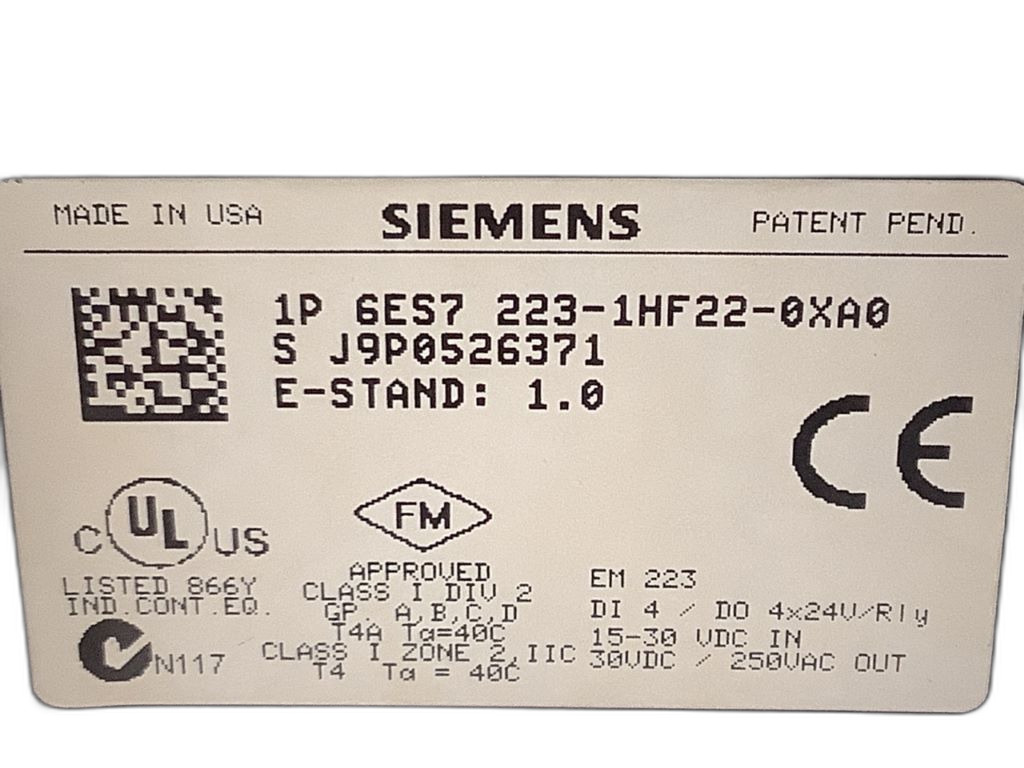 MADE IN USA SIEMENS PATENT PEND.
1P 6ES7 223-1HF22-0XA0
S J9P0526371
E-STAND: 1.0
CE
C UL US
LISTED 866Y
IND.CONT.EQ.
N117
FM
APPROVED
CLASS I DIV 2
GP A,B,C,D
T4A Ta=40C
CLASS I ZONE 2,IIC
T4 Ta = 40C
EM 223
DI 4 / DO 4x24V/Rly
15-30 VDC IN
30VDC / 250VAC OUT